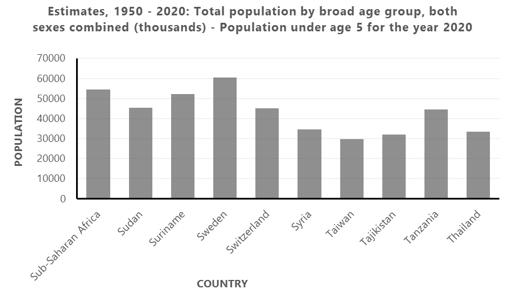 Estimates, 1950 - 2020: Total population by broad age group, both
sexes combined (thousands) - Population under age 5 for the year 2020
POPULATION
70000
60000
50000
40000
30000
20000
10000
0
Sub-Saharan Africa
Sudan
Suriname
Sweden
Switzerland
Syria
Taiwan
Tajikistan
Tanzania
Thailand
COUNTRY